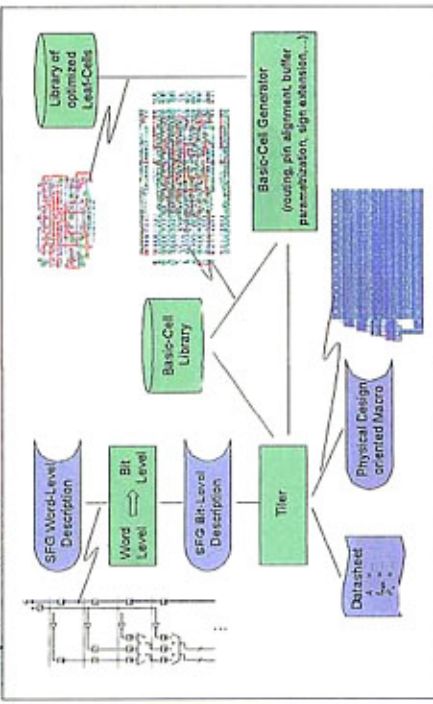 SFG Word-Level
Description
Word
Level
Bit
Level
SFG Bit-Level
Description
Tiler
Datasheet
Physical Design
oriented Macro
Basic-Cell
Library
Library of
optimized
Leaf-Cells
Basic-Cell Generator
(routing, pin alignment, buffer
parametrization, sign extension,...)